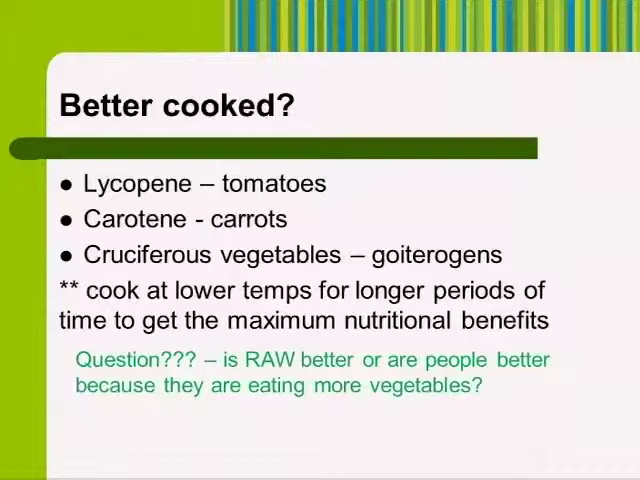 Better cooked?
● Lycopene – tomatoes
● Carotene - carrots
● Cruciferous vegetables – goiterogens
** cook at lower temps for longer periods of
time to get the maximum nutritional benefits
Question??? – is RAW better or are people better
because they are eating more vegetables?